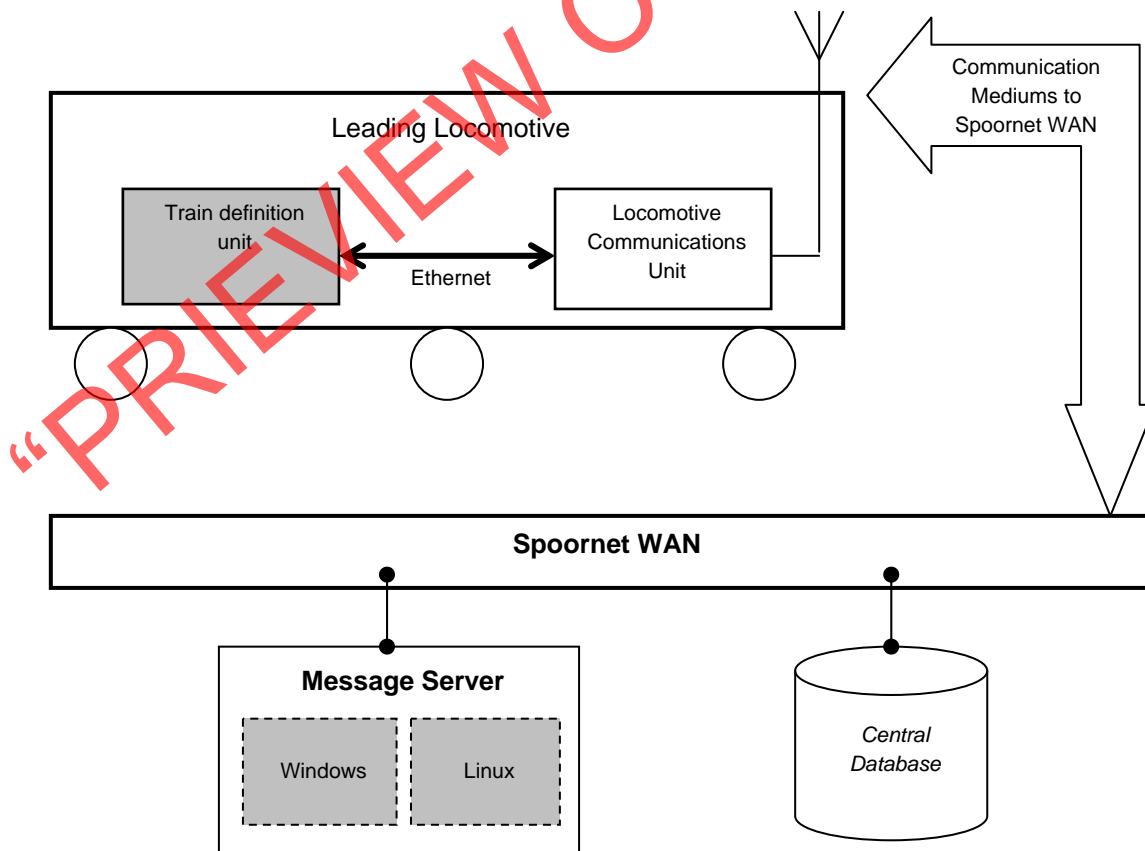 Communication
Mediums to
Spoornet WAN
Leading Locomotive
Train definition
unit
Ethernet
Locomotive
Communications
Unit
“PRIEVIEW O
Spoornet WAN
Message Server
Windows
Linux
Central
Database